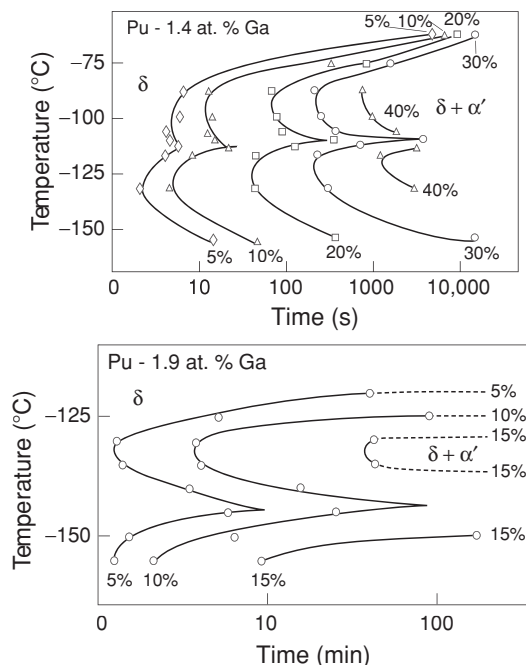 Pu - 1.4 at. % Ga
5% 10% 20%
30%
δ
δ + α′
40%
40%
5% 10% 20% 30%
−75
−100
−125
−150
Temperature (°C)
0 10 100 1000 10,000
Time (s)
Pu - 1.9 at. % Ga
δ
5%
10%
15%
δ + α′
15%
15%
5% 10% 15%
−125
−150
Temperature (°C)
0 10 100
Time (min)